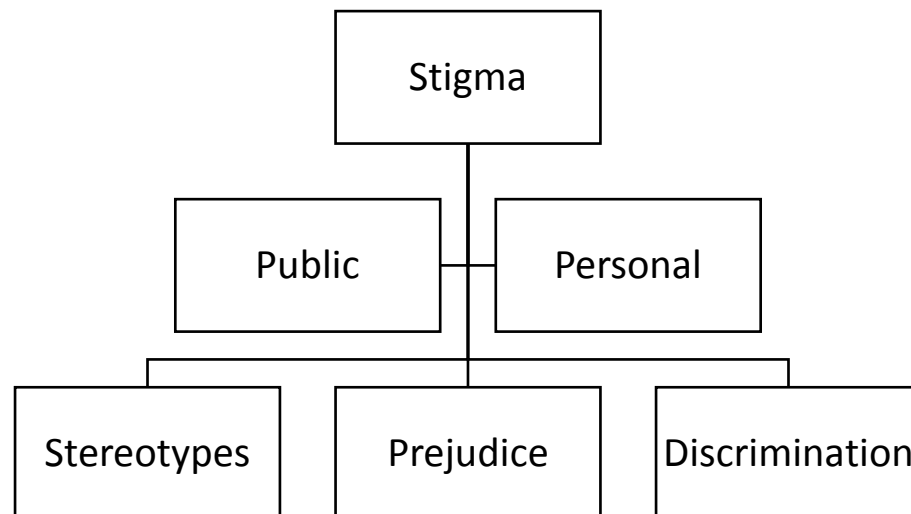 Stigma
Public
Personal
Stereotypes
Prejudice
Discrimination